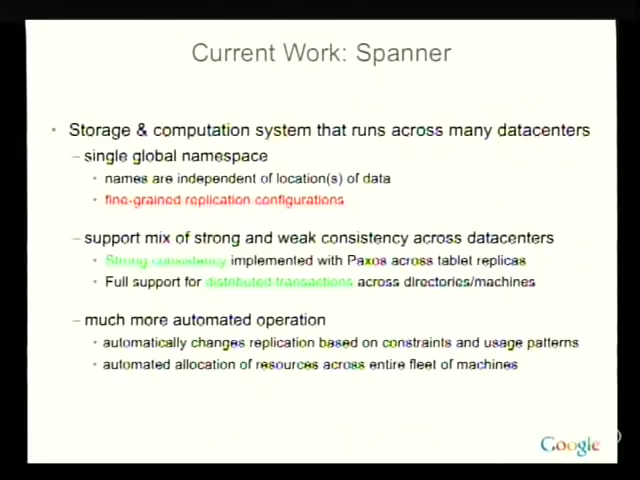 Current Work: Spanner
Storage & computation system that runs across many datacenters
– single global namespace
names are independent of location(s) of data
fine-grained replication configurations
– support mix of strong and weak consistency across datacenters
Strong consistency implemented with Paxos across tablet replicas
Full support for distributed transactions across directories/machines
– much more automated operation
automatically changes replication based on constraints and usage patterns
automated allocation of resources across entire fleet of machines
Google